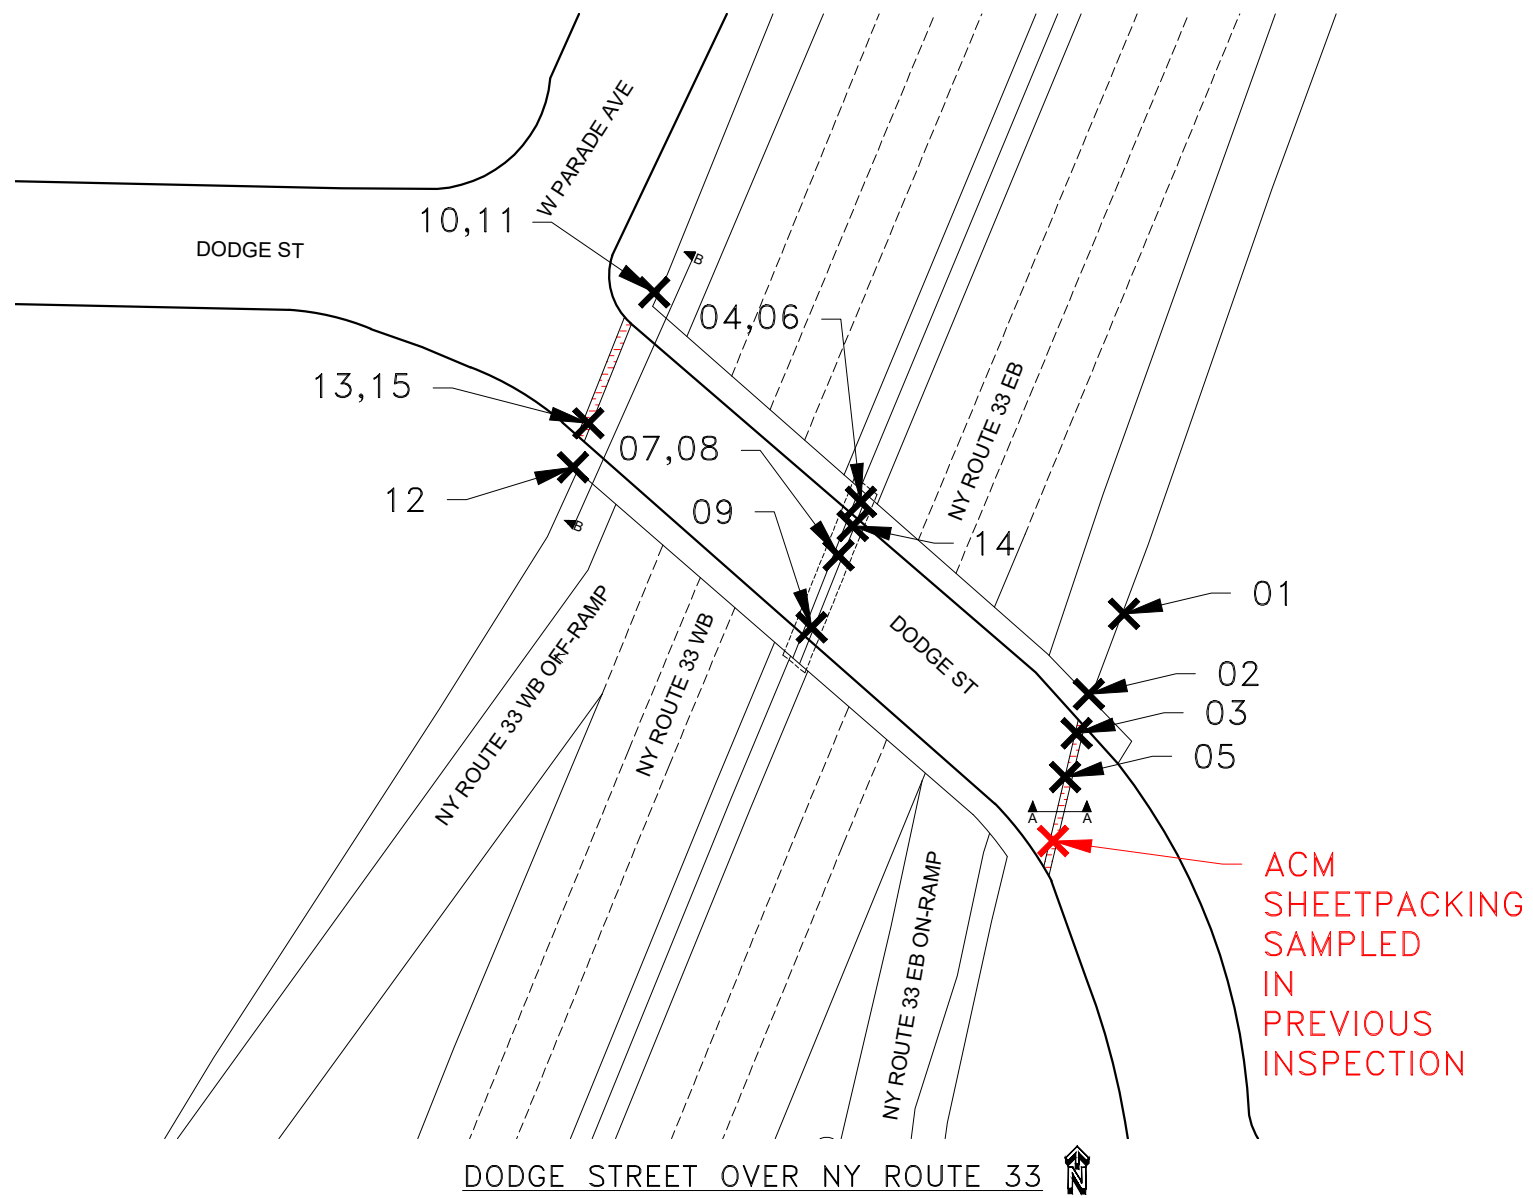 W PARADE AVE
10,11
DODGE ST
B
04,06
NY ROUTE 33 EB
13,15
07,08
12
09
B
14
01
DODGE ST
NY ROUTE 33 WB OFF-RAMP
NY ROUTE 33 WB
02
03
05
A A
NY ROUTE 33 EB ON-RAMP
ACM
SHEETPACKING
SAMPLED
IN
PREVIOUS
INSPECTION
DODGE STREET OVER NY ROUTE 33
N